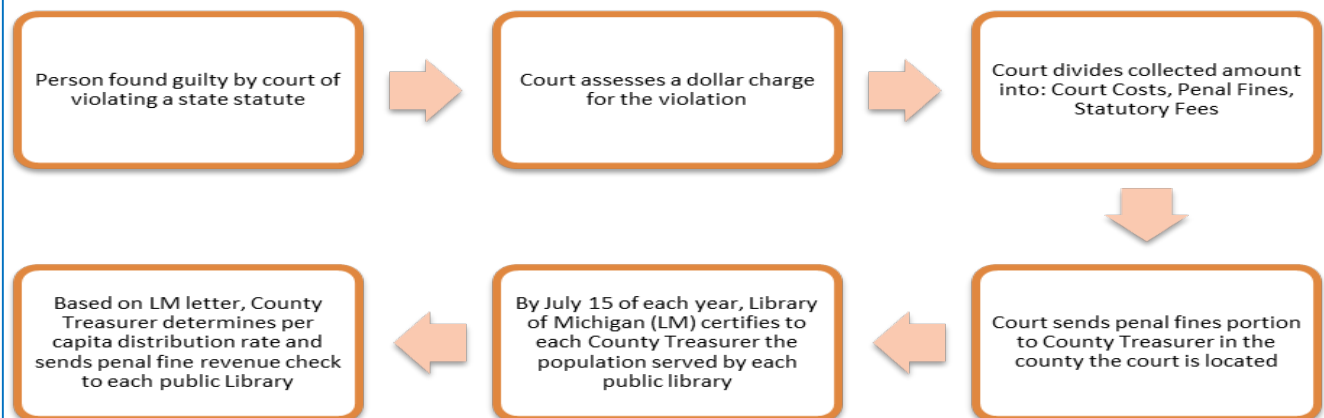 Person found guilty by court of
violating a state statute
Court assesses a dollar charge
for the violation
Court divides collected amount
into: Court Costs, Penal Fines,
Statutory Fees
Court sends penal fines portion
to County Treasurer in the
county the court is located
By July 15 of each year, Library
of Michigan (LM) certifies to
each County Treasurer the
population served by each
public library
Based on LM letter, County
Treasurer determines per
capita distribution rate and
sends penal fine revenue check
to each public Library